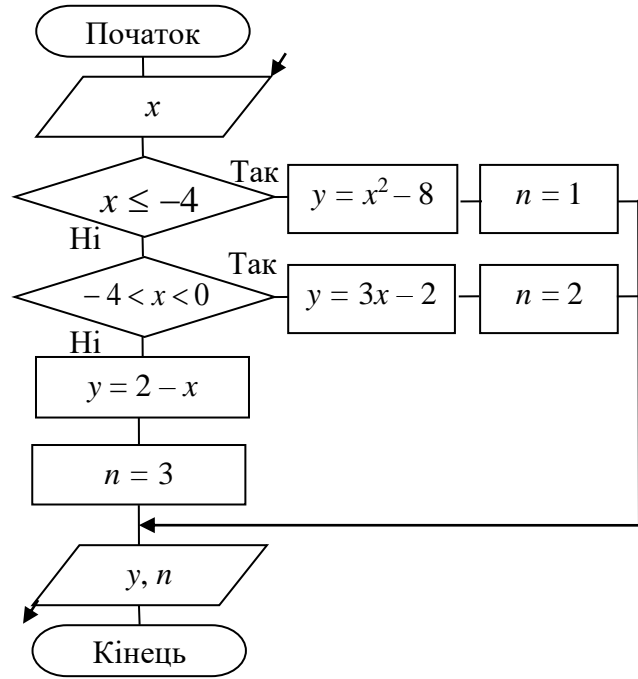 Початок
x
x ≤ −4
Так
y = x² – 8
n = 1
Ні
− 4 < x < 0
Так
y = 3x – 2
n = 2
Ні
y = 2 – x
n = 3
y, n
Кінець